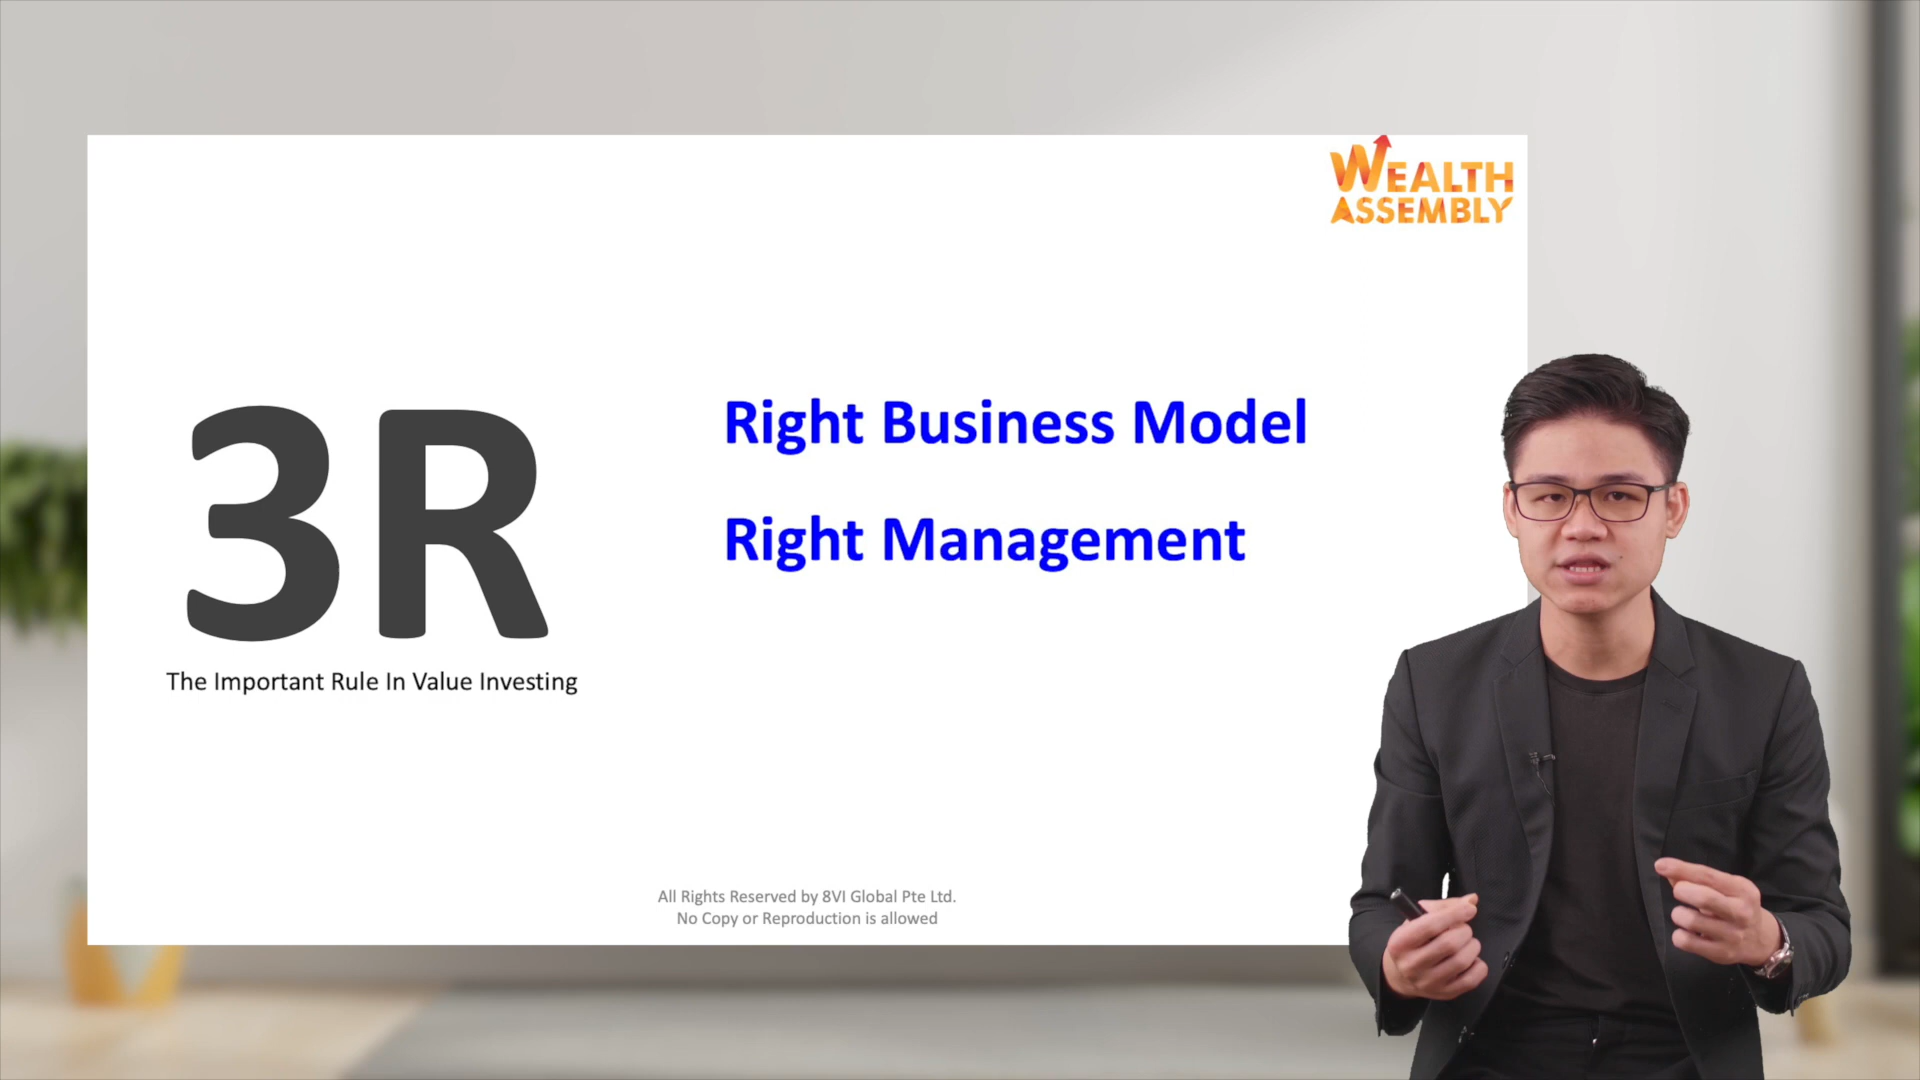 WEALTH
ASSEMBLY
3R
The Important Rule In Value Investing
Right Business Model
Right Management
All Rights Reserved by 8VI Global Pte Ltd.
No Copy or Reproduction is allowed